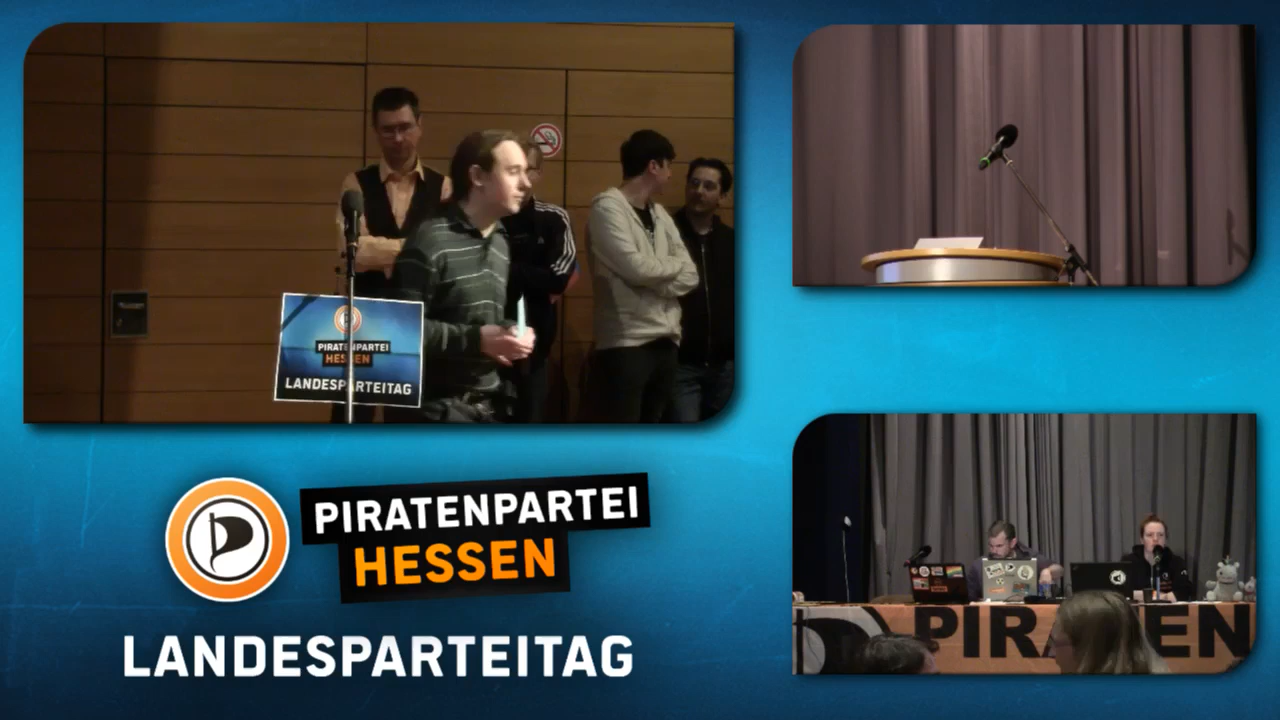 PIRATENPARTEI
HESSEN
LANDESPARTEITAG
PIRATENPARTEI
HESSEN
LANDESPARTEITAG
PIRATEN